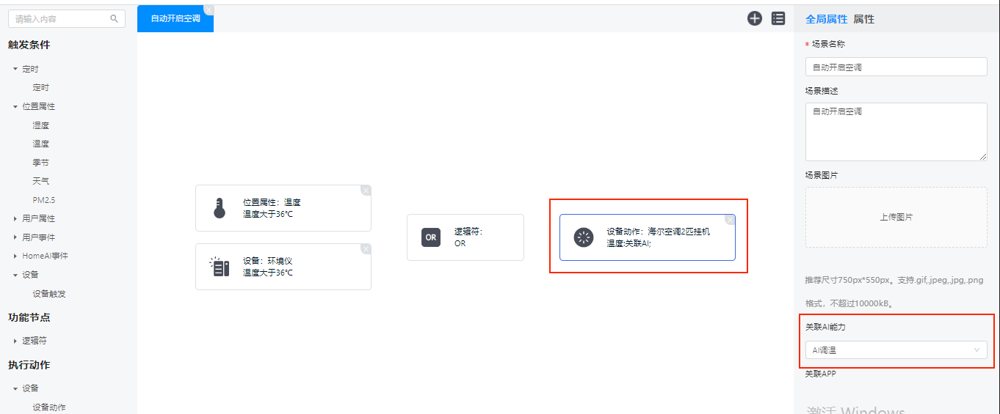 请输入内容
触发条件
定时
定时
位置属性
湿度
温度
季节
天气
PM2.5
用户属性
用户事件
HomeAI事件
设备
设备触发
功能节点
逻辑符
执行动作
设备
设备动作
自动开启空调
X
位置属性：温度
温度大于36℃
X
设备：环境仪
温度大于36℃
X
OR
逻辑符：
OR
设备动作：海尔空调2匹挂机
温度:关联AI;
X
全局属性 属性
* 场景名称
自动开启空调
场景描述
自动开启空调
场景图片
上传图片
推荐尺寸750px*550px。支持.gif,.jpeg,.jpg,.png
格式，不超过10000kB。
关联AI能力
AI调温
关联APP
激活 Windows